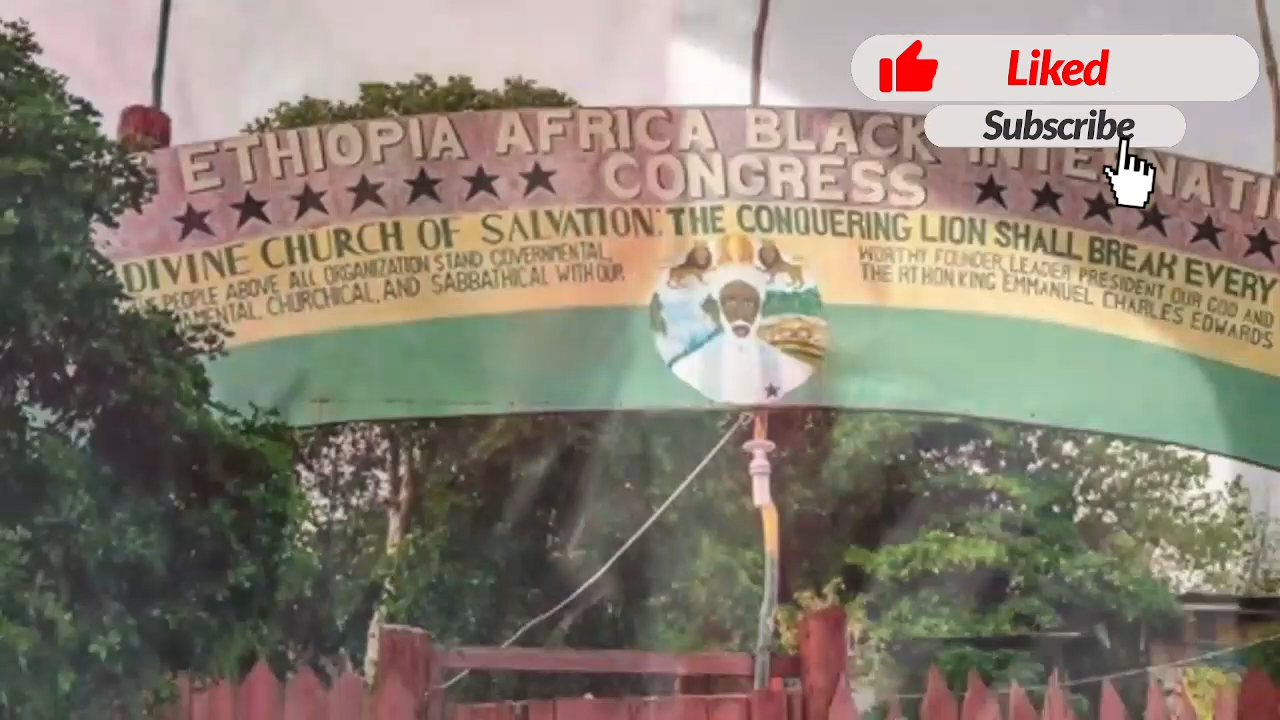 Liked
Subscribe
ETHIOPIA AFRICA BLACK INTERNATI
CONGRESS
DIVINE CHURCH OF SALVATION: THE CONQUERING LION SHALL BREAK EVERY
PEOPLE ABOVE ALL ORGANIZATION STAND GOVERNMENTAL,
CHURCHICAL, AND SABBATHICAL WITH OUR
WORTHY FOUNDER, LEADER PRESIDENT, OUR GOD AND
THE RT HON KING EMMANUEL CHARLES EDWARDS